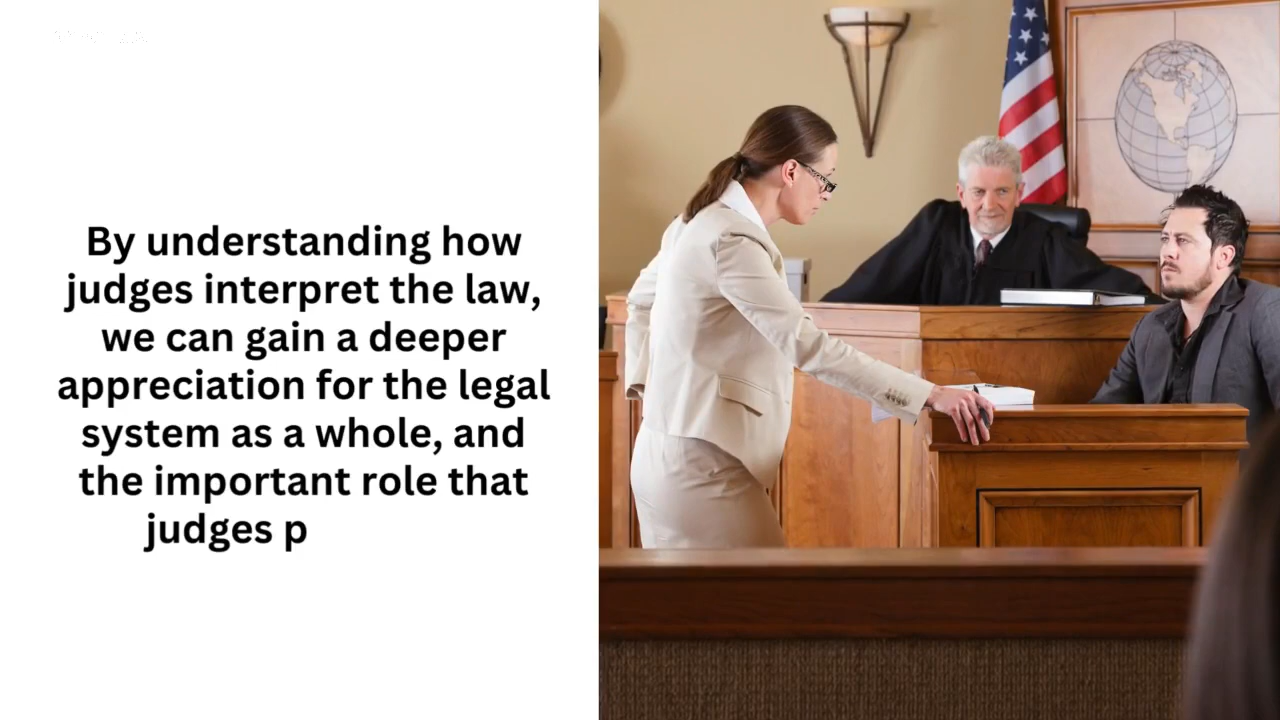 By understanding how
judges interpret the law,
we can gain a deeper
appreciation for the legal
system as a whole, and
the important role that
judges p